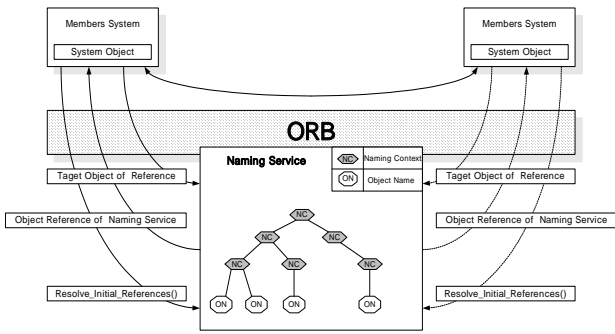 Members System
System Object
Members System
System Object
ORB
Naming Service
NC
Naming Context
ON
Object Name
Taget Object of Reference
Taget Object of Reference
Object Reference of Naming Service
Object Reference of Naming Service
NC
NC
NC
NC
NC
NC
ON
ON
ON
ON
Resolve_Initial_References()
Resolve_Initial_References()